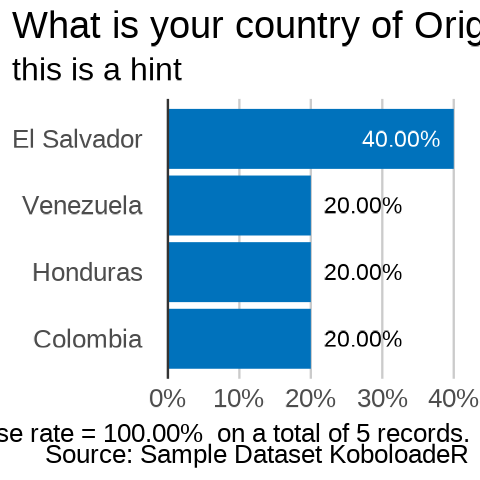 What is your country of Orig
this is a hint
El Salvador 40.00%
Venezuela 20.00%
Honduras 20.00%
Colombia 20.00%
0% 10% 20% 30% 40%
se rate = 100.00% on a total of 5 records.
Source: Sample Dataset KoboloadeR